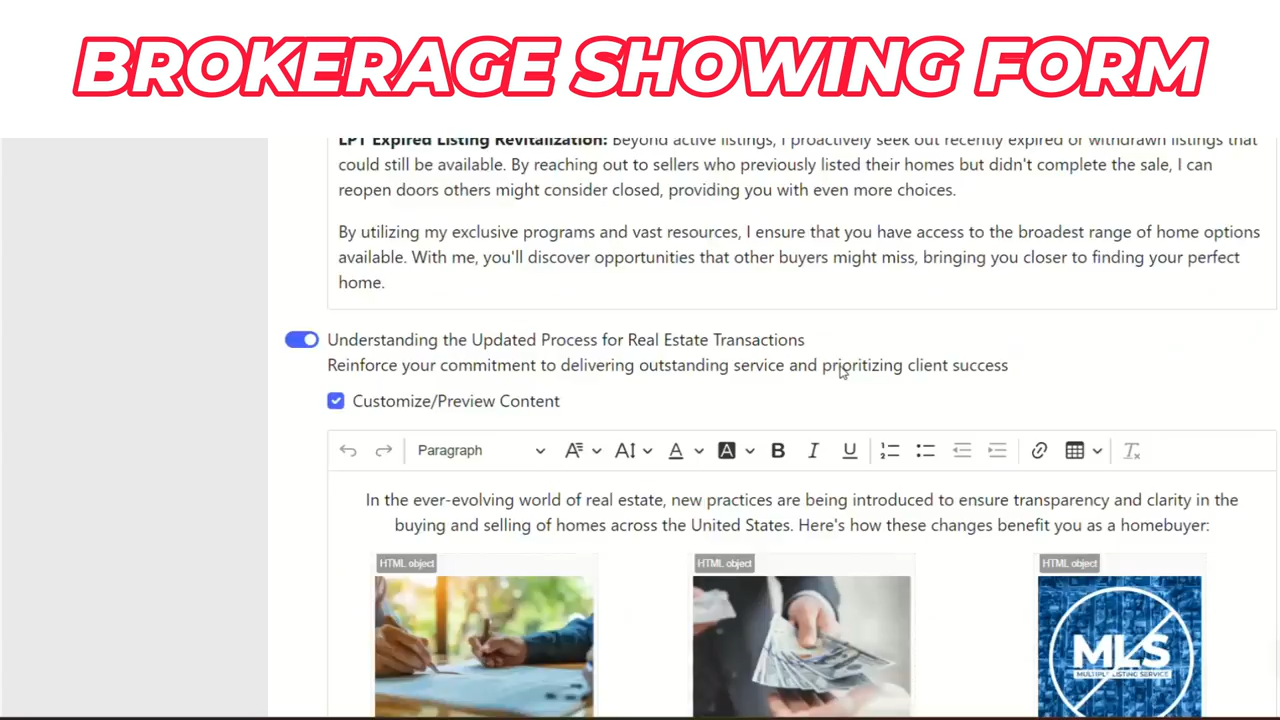 BROKERAGE SHOWING FORM
LPT Expired Listing Revitalization: Beyond active listings, I proactively seek out recently expired or withdrawn listings that
could still be available. By reaching out to sellers who previously listed their homes but didn't complete the sale, I can
reopen doors others might consider closed, providing you with even more choices.
By utilizing my exclusive programs and vast resources, I ensure that you have access to the broadest range of home options
available. With me, you'll discover opportunities that other buyers might miss, bringing you closer to finding your perfect
home.
Understanding the Updated Process for Real Estate Transactions
Reinforce your commitment to delivering outstanding service and prioritizing client success
Customize/Preview Content
Paragraph
In the ever-evolving world of real estate, new practices are being introduced to ensure transparency and clarity in the
buying and selling of homes across the United States. Here's how these changes benefit you as a homebuyer:
HTML object HTML object HTML object
MLS
MULTIPLE LISTING SERVICE